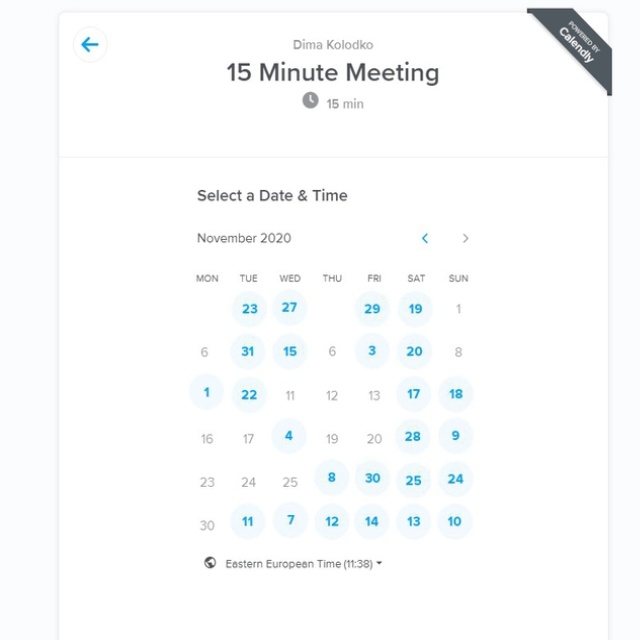 POWERED BY
Calendly
Dima Kolodko
15 Minute Meeting
15 min
Select a Date & Time
November 2020
MON TUE WED THU FRI SAT SUN
23 27 29 19 1
6 31 15 6 3 20 8
1 22 11 12 13 17 18
16 17 4 19 20 28 9
23 24 25 8 30 25 24
30 11 7 12 14 13 10
Eastern European Time (11:38)